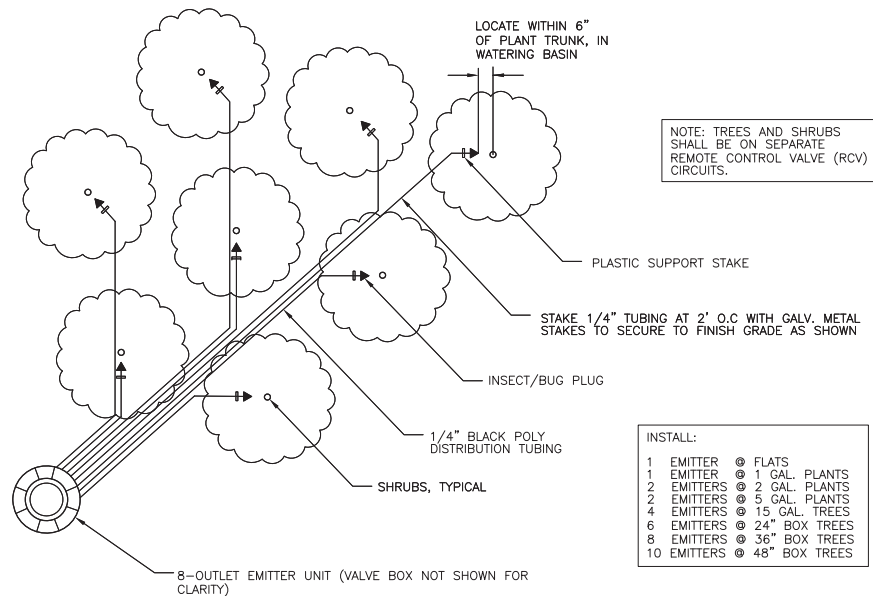 LOCATE WITHIN 6"
OF PLANT TRUNK, IN
WATERING BASIN
NOTE: TREES AND SHRUBS
SHALL BE ON SEPARATE
REMOTE CONTROL VALVE (RCV)
CIRCUITS.
PLASTIC SUPPORT STAKE
STAKE 1/4" TUBING AT 2' O.C WITH GALV. METAL
STAKES TO SECURE TO FINISH GRADE AS SHOWN
INSECT/BUG PLUG
1/4" BLACK POLY
DISTRIBUTION TUBING
SHRUBS, TYPICAL
8-OUTLET EMITTER UNIT (VALVE BOX NOT SHOWN FOR
CLARITY)
INSTALL:
1 EMITTER @ FLATS
1 EMITTER @ 1 GAL. PLANTS
2 EMITTERS @ 2 GAL. PLANTS
2 EMITTERS @ 5 GAL. PLANTS
4 EMITTERS @ 15 GAL. TREES
6 EMITTERS @ 24" BOX TREES
8 EMITTERS @ 36" BOX TREES
10 EMITTERS @ 48" BOX TREES